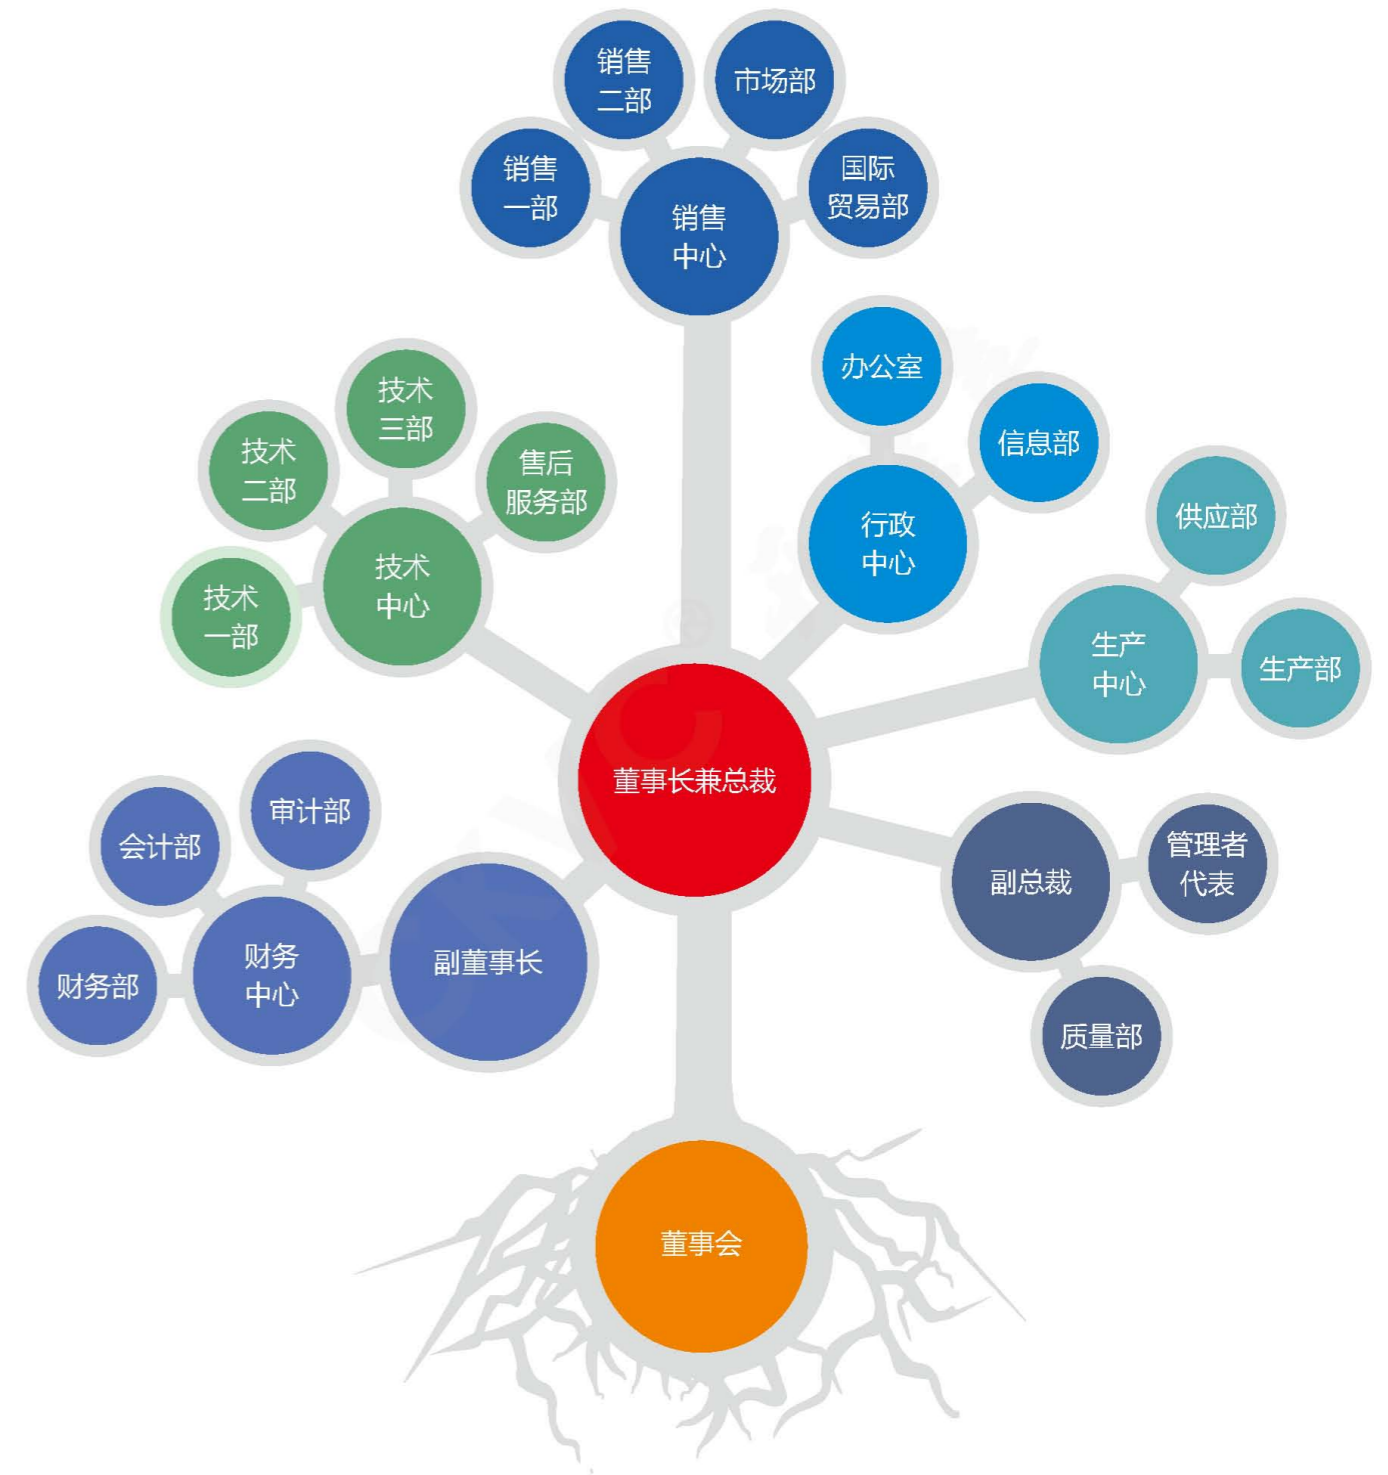 销售
二部
市场部
销售
一部
国际
贸易部
销售
中心
办公室
信息部
行政
中心
技术
三部
技术
二部
售后
服务部
技术
一部
技术
中心
供应部
生产
中心
生产部
董事长兼总裁
审计部
会计部
财务部
财务
中心
副董事长
副总裁
管理者
代表
质量部
董事会